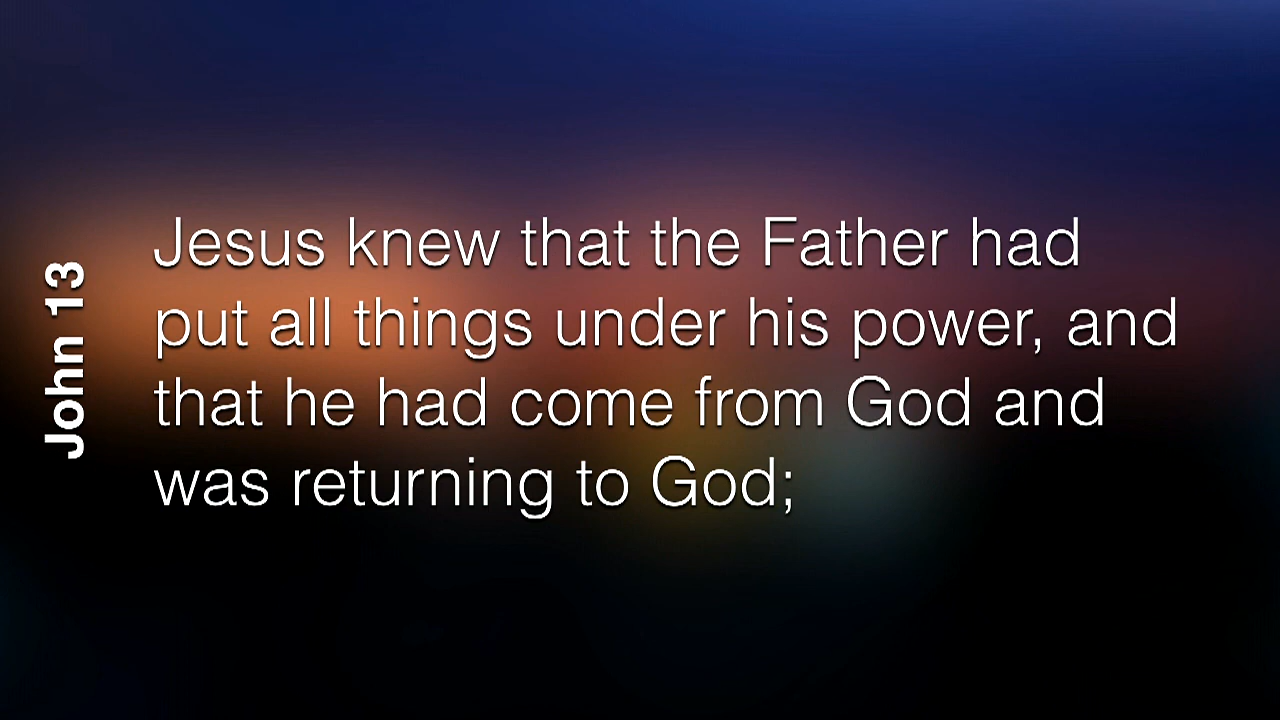 John 13
Jesus knew that the Father had
put all things under his power, and
that he had come from God and
was returning to God;